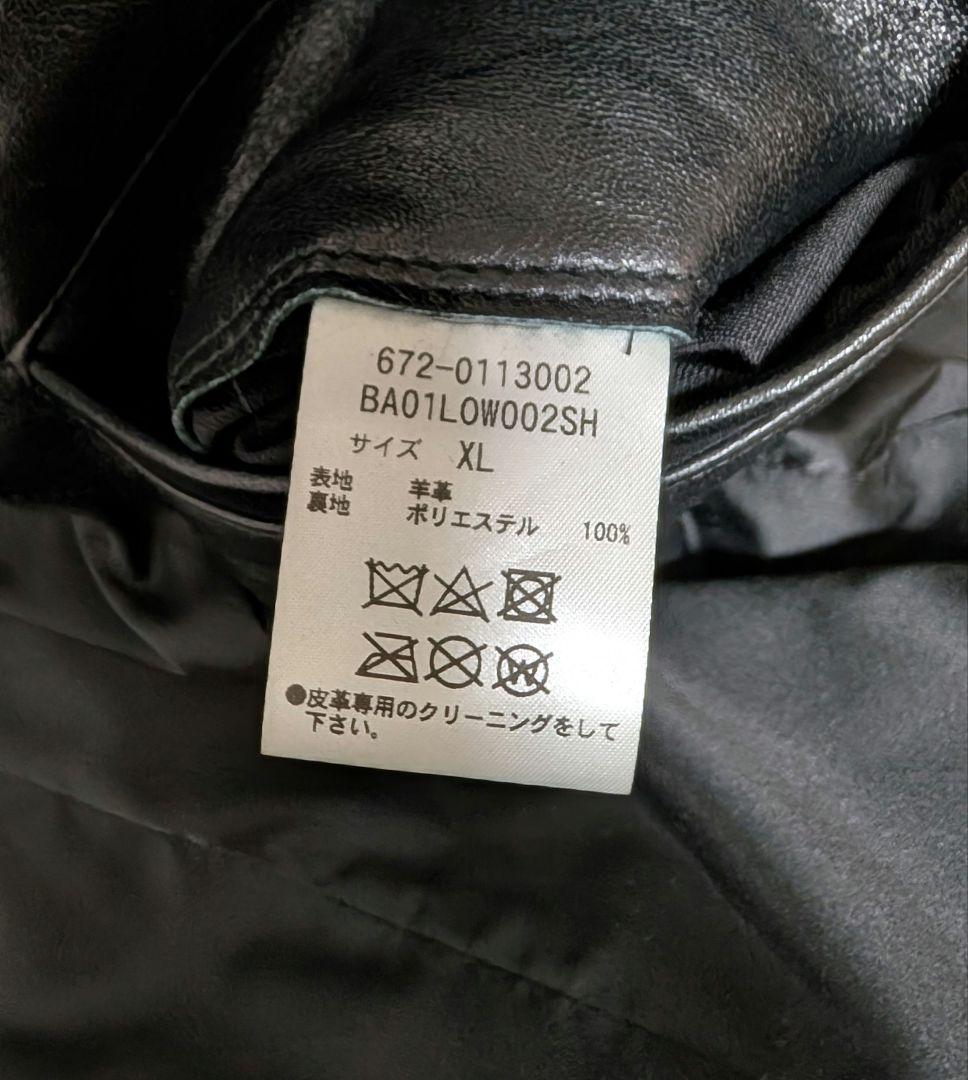 672-0113002
BA01LOW002SH
サイズ XL
表地 羊革
裏地 ポリエステル 100%
W
●皮革専用のクリーニングをして
下さい。